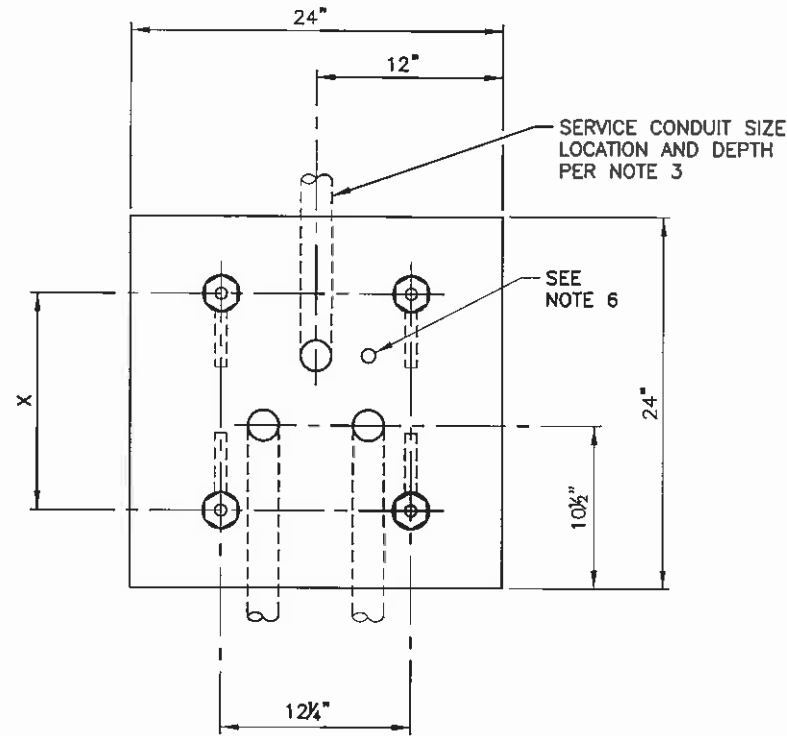 24"
12"
SERVICE CONDUIT SIZE
LOCATION AND DEPTH
PER NOTE 3
SEE
NOTE 6
X
24"
10½"
12¼"